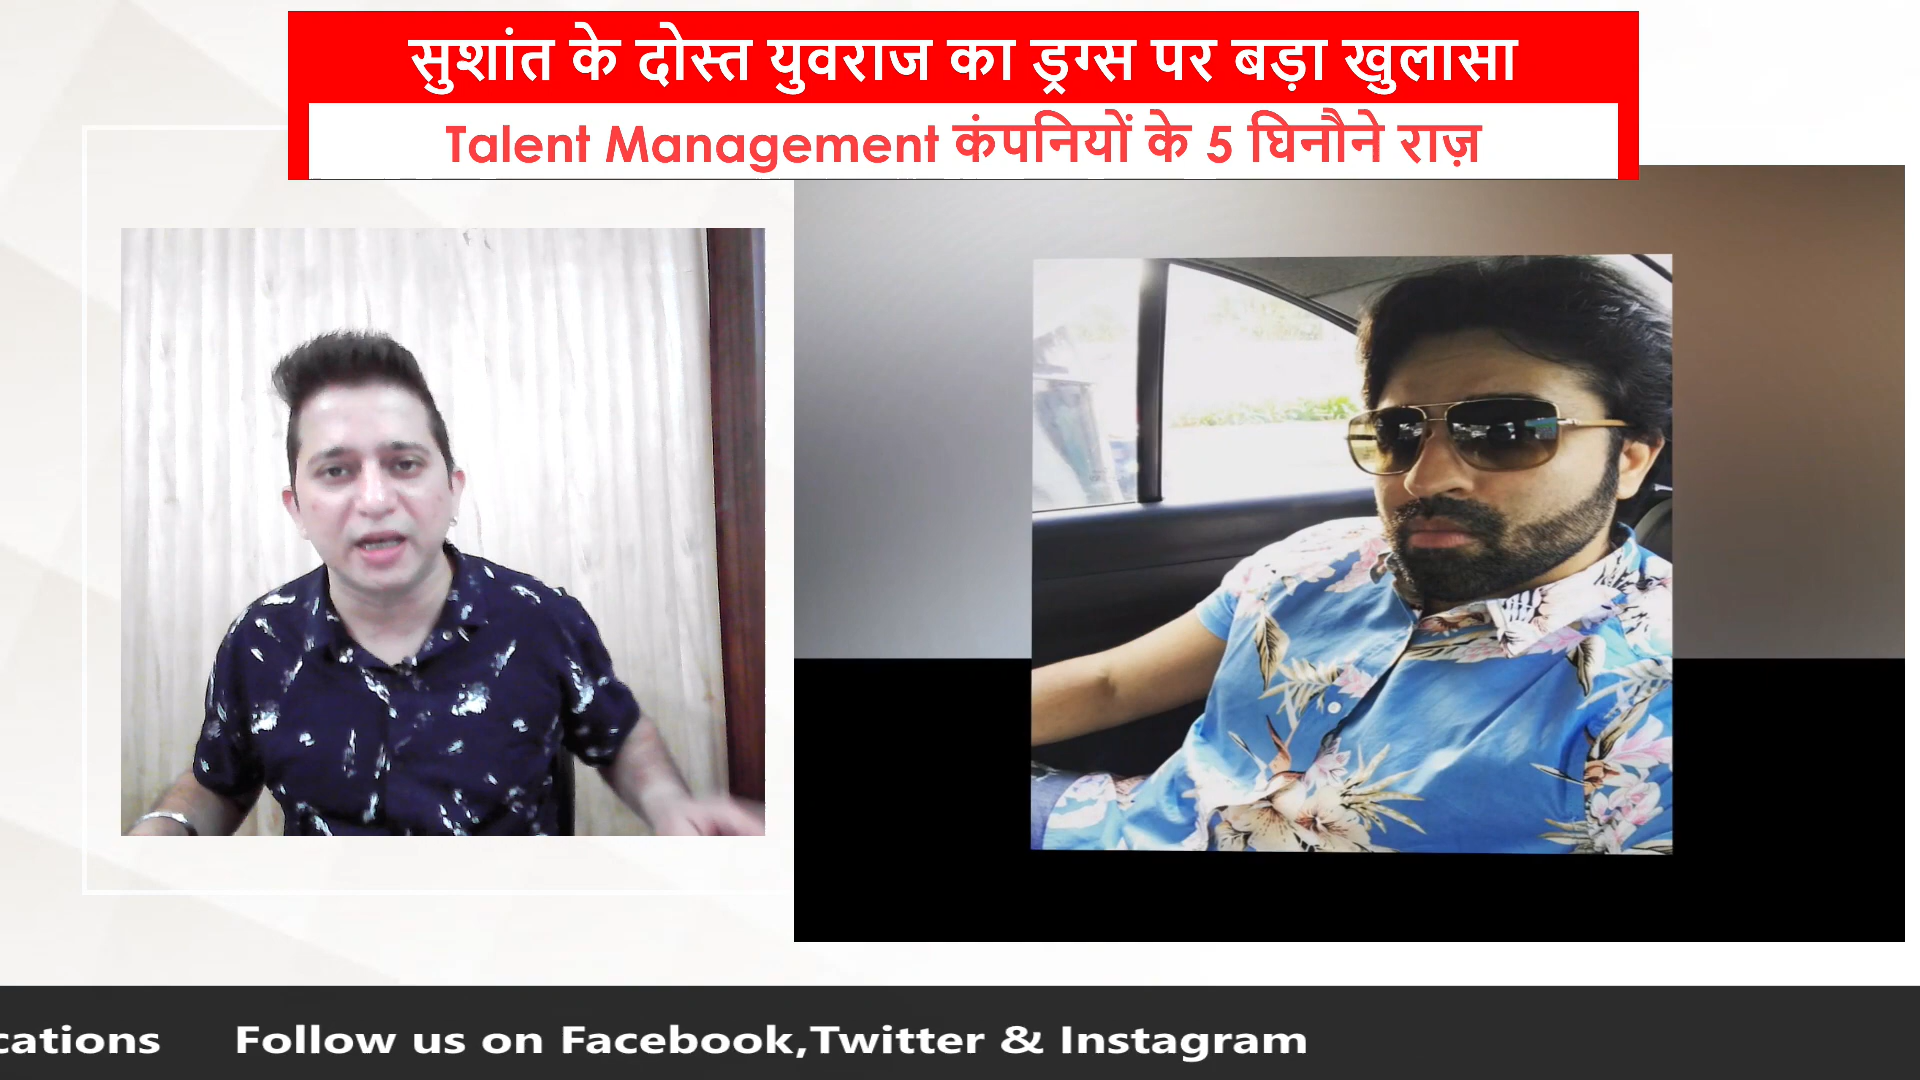 सुशांत के दोस्त युवराज का ड्रग्स पर बड़ा खुलासा
Talent Management कंपनियों के 5 घिनौने राज़
cations Follow us on Facebook,Twitter & Instagram